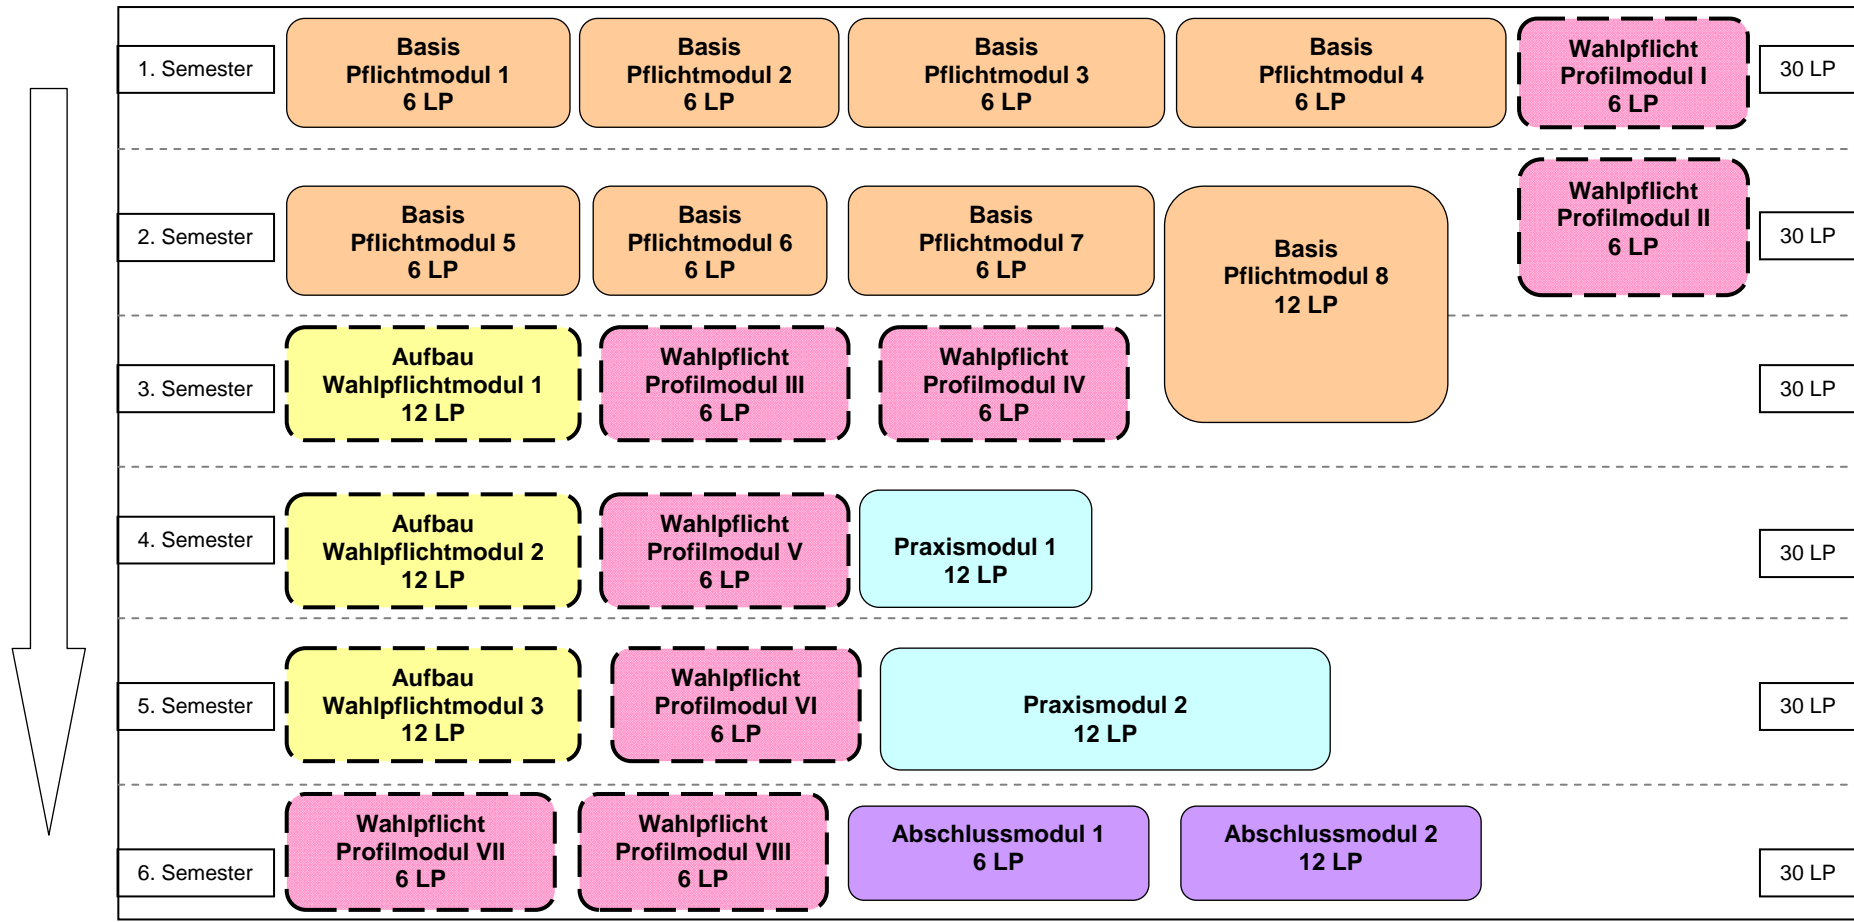 1. Semester
Basis
Pflichtmodul 1
6 LP
Basis
Pflichtmodul 2
6 LP
Basis
Pflichtmodul 3
6 LP
Basis
Pflichtmodul 4
6 LP
Wahlpflicht
Profilmodul I
6 LP
30 LP
2. Semester
Basis
Pflichtmodul 5
6 LP
Basis
Pflichtmodul 6
6 LP
Basis
Pflichtmodul 7
6 LP
Basis
Pflichtmodul 8
12 LP
Wahlpflicht
Profilmodul II
6 LP
30 LP
3. Semester
Aufbau
Wahlpflichtmodul 1
12 LP
Wahlpflicht
Profilmodul III
6 LP
Wahlpflicht
Profilmodul IV
6 LP
30 LP
4. Semester
Aufbau
Wahlpflichtmodul 2
12 LP
Wahlpflicht
Profilmodul V
6 LP
Praxismodul 1
12 LP
30 LP
5. Semester
Aufbau
Wahlpflichtmodul 3
12 LP
Wahlpflicht
Profilmodul VI
6 LP
Praxismodul 2
12 LP
30 LP
6. Semester
Wahlpflicht
Profilmodul VII
6 LP
Wahlpflicht
Profilmodul VIII
6 LP
Abschlussmodul 1
6 LP
Abschlussmodul 2
12 LP
30 LP